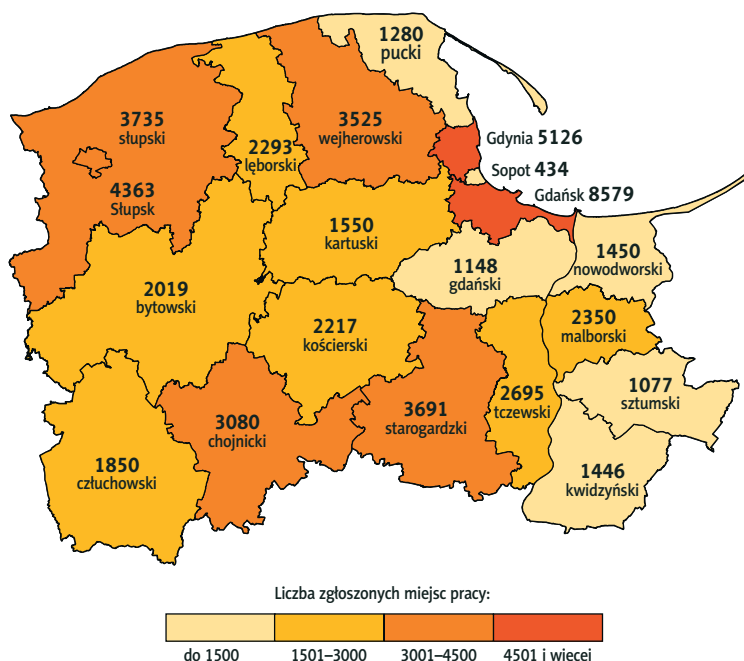 1280
pucki
3735
słupski
3525
wejherowski
2293
lęborski
Gdynia 5126
Sopot 434
Gdańsk 8579
4363
Słupsk
1550
kartuski
1450
nowodworski
1148
gdański
2019
bytowski
2217
kościerski
2350
malborski
3080
chojnicki
3691
starogardzki
2695
tczewski
1077
sztumski
1850
człuchowski
1446
kwidzyński
Liczba zgłoszonych miejsc pracy:
do 1500
1501–3000
3001–4500
4501 i wiecej